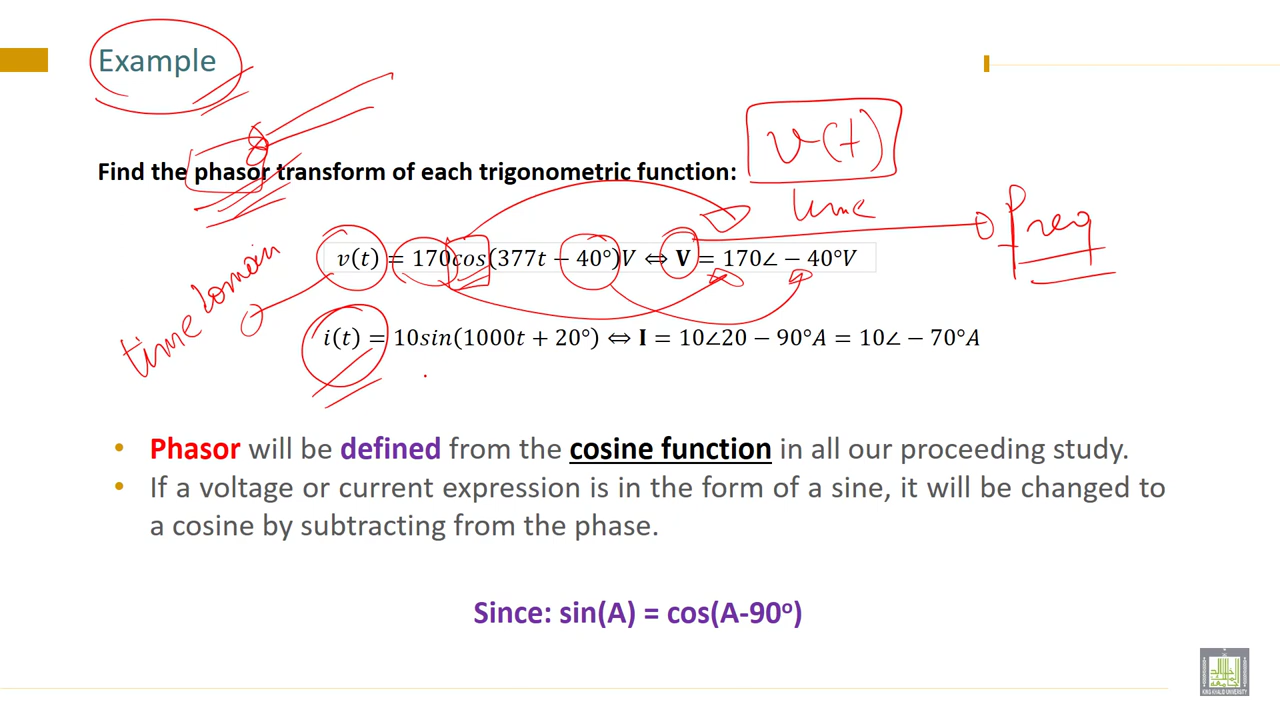 Example
Find the phasor transform of each trigonometric function:
v(t)
time
freq
v(t) = 170cos(377t − 40°)V ⇔ V = 170∠ − 40°V
time domain
i(t) = 10sin(1000t + 20°) ⇔ I = 10∠20 − 90°A = 10∠ − 70°A
• Phasor will be defined from the cosine function in all our proceeding study.
• If a voltage or current expression is in the form of a sine, it will be changed to
a cosine by subtracting from the phase.
Since: sin(A) = cos(A-90°)
KING KHALID UNIVERSITY